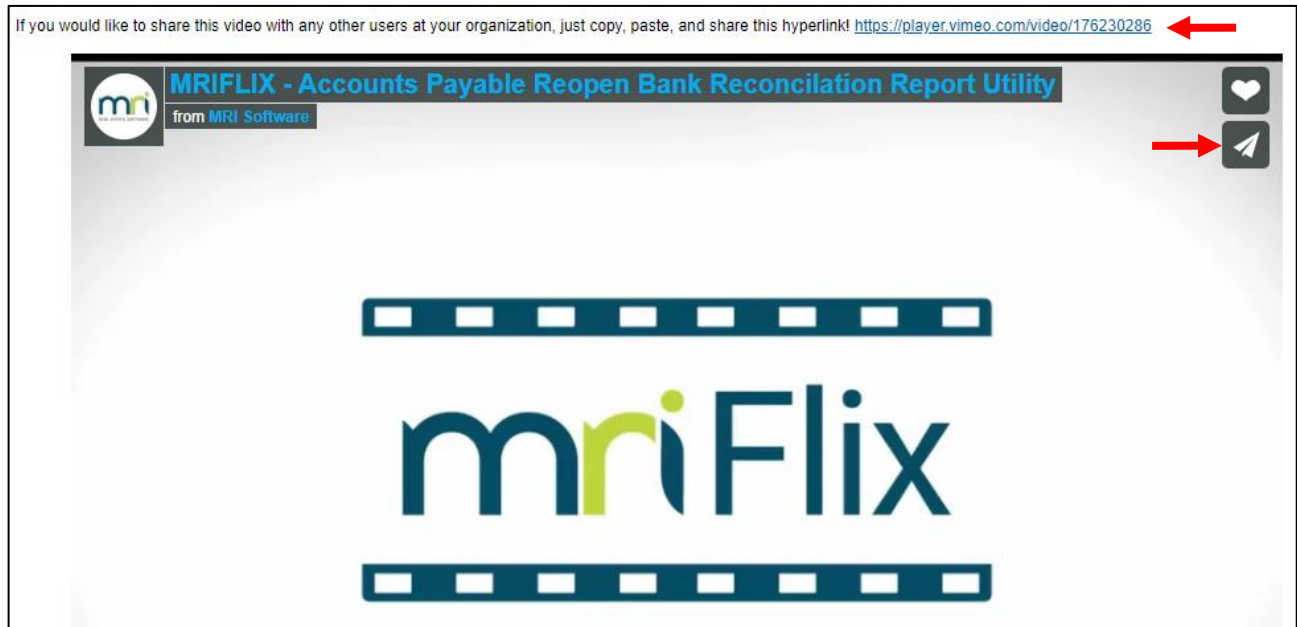 If you would like to share this video with any other users at your organization, just copy, paste, and share this hyperlink! https://player.vimeo.com/video/176230286
MRIFLIX - Accounts Payable Reopen Bank Reconcilation Report Utility
mri
from MRI Software
mriFlix